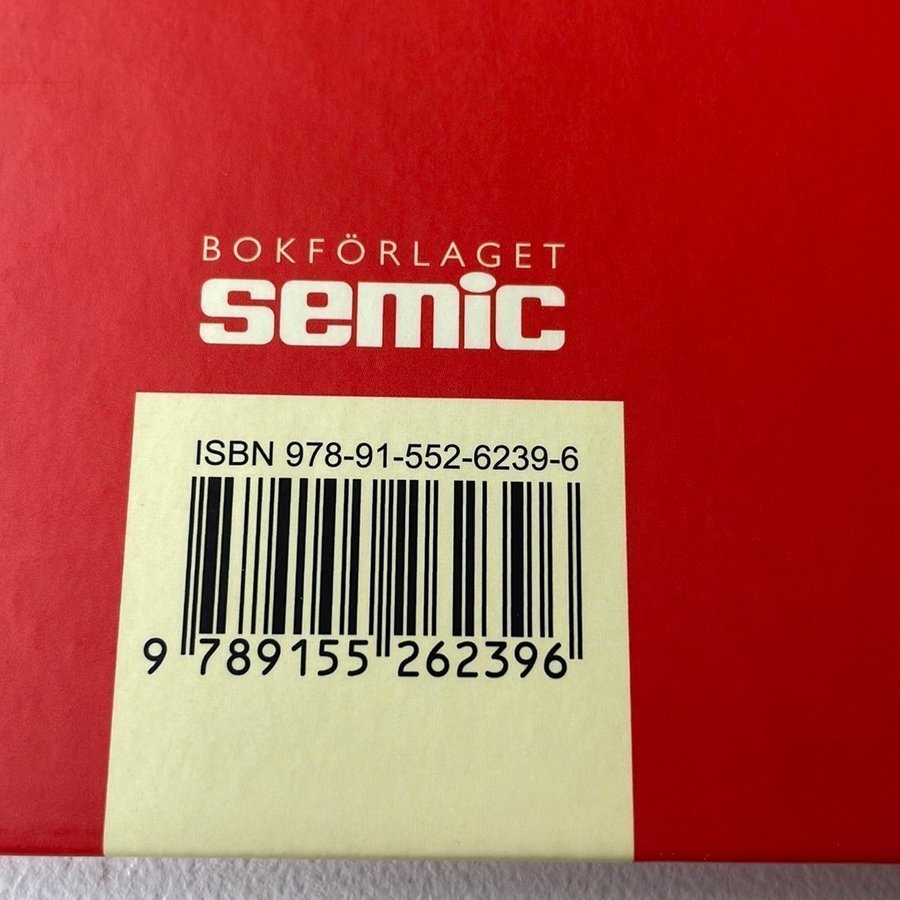 BOKFÖRLAGET
semic
ISBN 978-91-552-6239-6
9 789155 262396